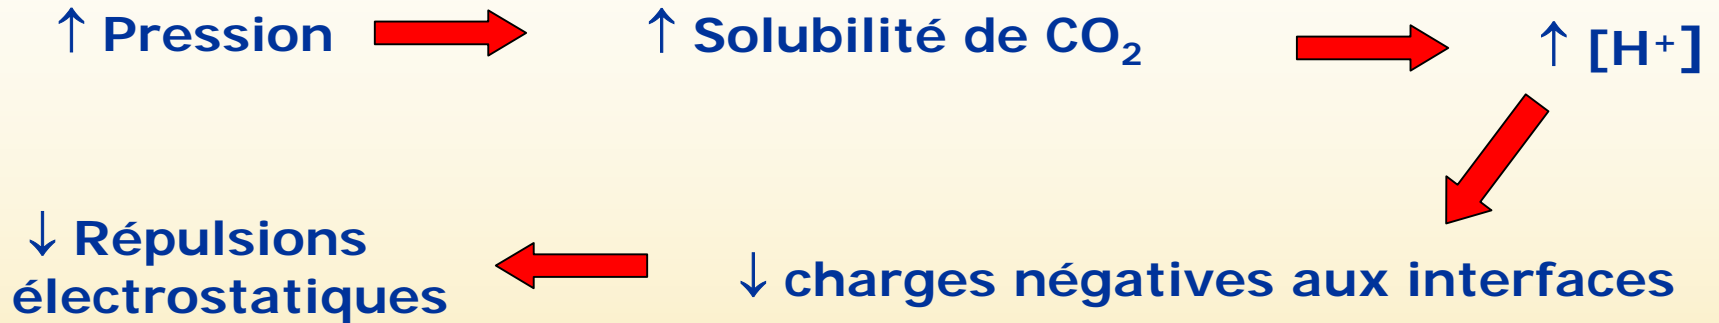 ↑ Pression
↑ Solubilité de CO₂
↑ [H⁺]
↓ charges négatives aux interfaces
↓ Répulsions
électrostatiques